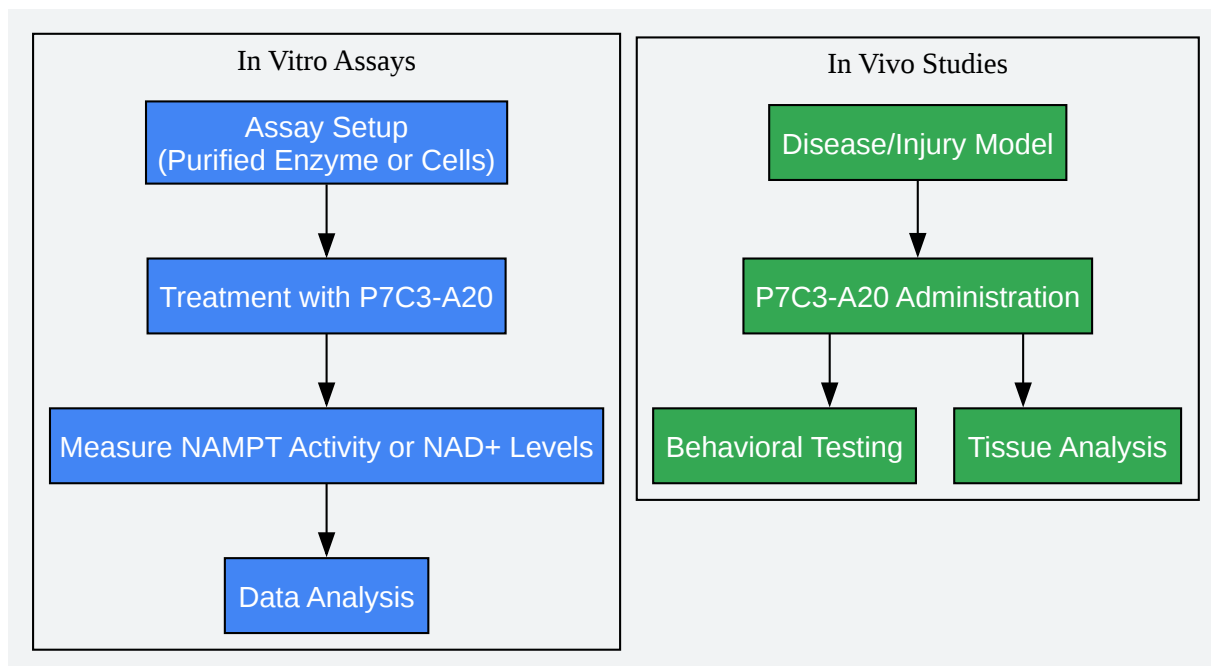 In Vitro Assays
Assay Setup
(Purified Enzyme or Cells)
Treatment with P7C3-A20
Measure NAMPT Activity or NAD+ Levels
Data Analysis
In Vivo Studies
Disease/Injury Model
P7C3-A20 Administration
Behavioral Testing
Tissue Analysis